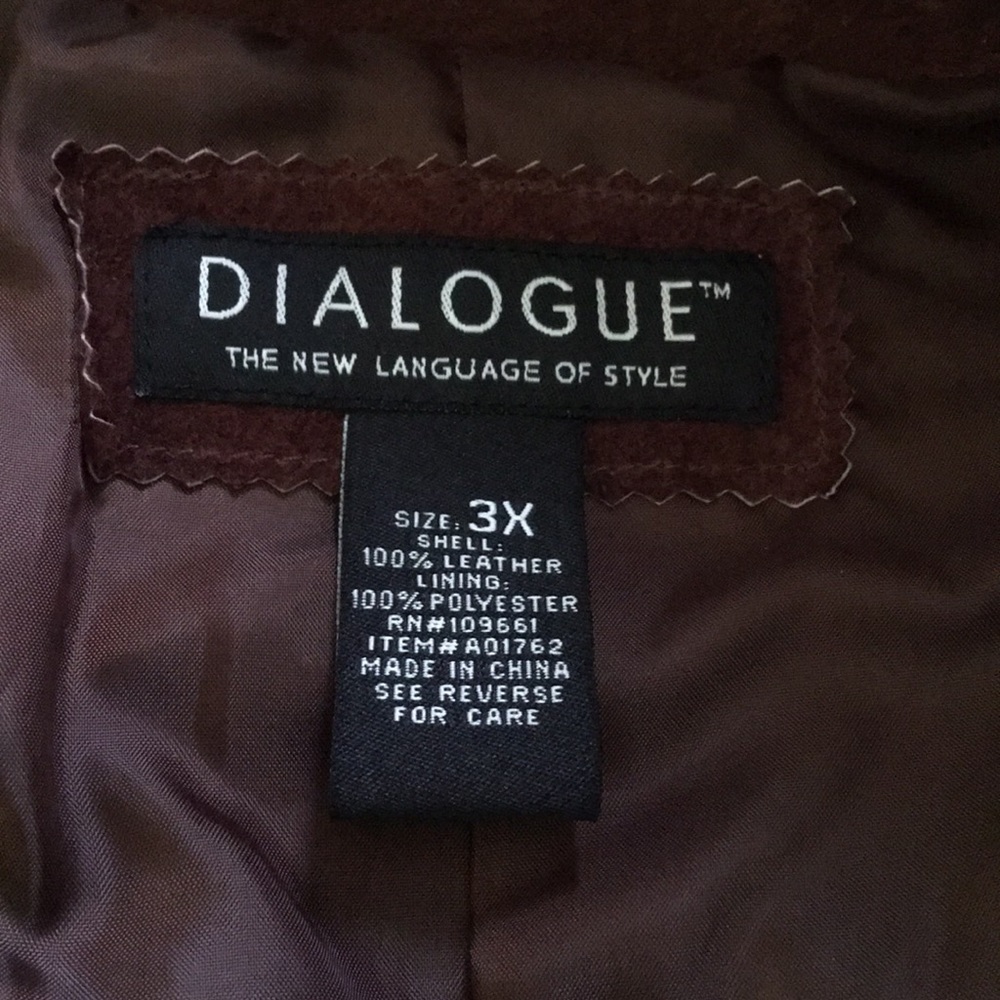 DIALOGUE™
THE NEW LANGUAGE OF STYLE
SIZE: 3X
SHELL:
100% LEATHER
LINING:
100% POLYESTER
RN#109661
ITEM#A01762
MADE IN CHINA
SEE REVERSE
FOR CARE